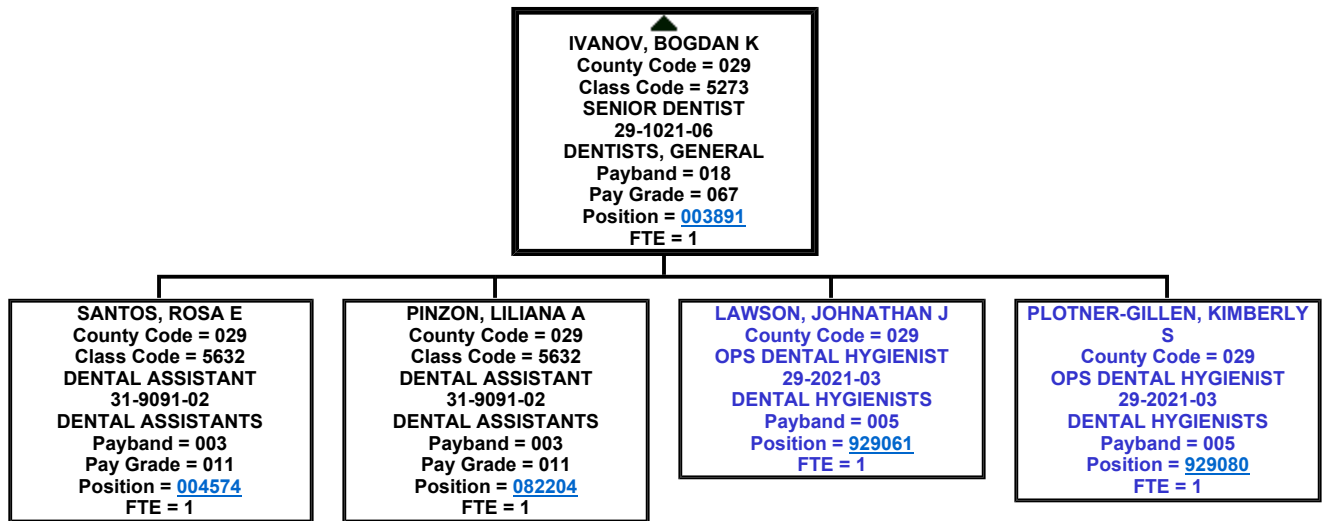 IVANOV, BOGDAN K
County Code = 029
Class Code = 5273
SENIOR DENTIST
29-1021-06
DENTISTS, GENERAL
Payband = 018
Pay Grade = 067
Position = 003891
FTE = 1
SANTOS, ROSA E
County Code = 029
Class Code = 5632
DENTAL ASSISTANT
31-9091-02
DENTAL ASSISTANTS
Payband = 003
Pay Grade = 011
Position = 004574
FTE = 1
PINZON, LILIANA A
County Code = 029
Class Code = 5632
DENTAL ASSISTANT
31-9091-02
DENTAL ASSISTANTS
Payband = 003
Pay Grade = 011
Position = 082204
FTE = 1
LAWSON, JOHNATHAN J
County Code = 029
OPS DENTAL HYGIENIST
29-2021-03
DENTAL HYGIENISTS
Payband = 005
Position = 929061
FTE = 1
PLOTNER-GILLEN, KIMBERLY
S
County Code = 029
OPS DENTAL HYGIENIST
29-2021-03
DENTAL HYGIENISTS
Payband = 005
Position = 929080
FTE = 1